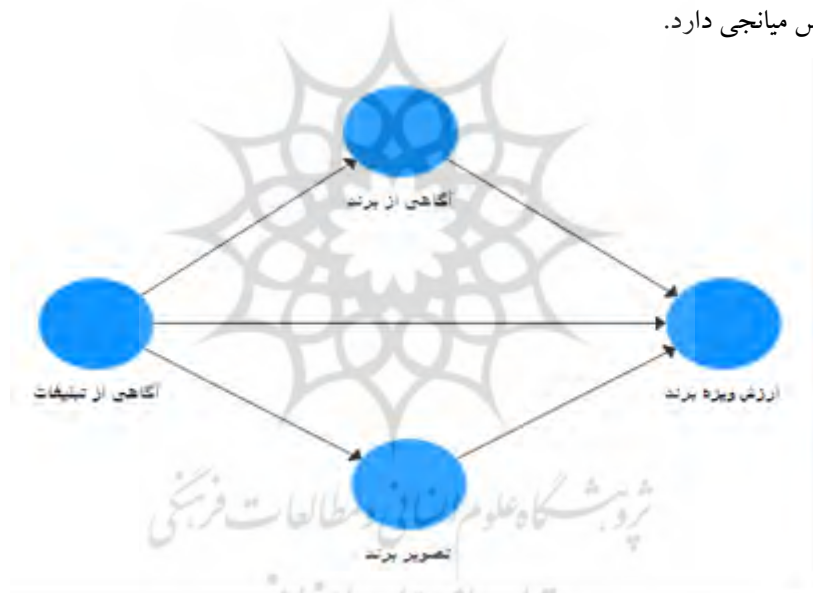 میانجی دارد.
آگاهی از برند
آگاهی از تبلیغات
ارزش ویژه برند
تصویر برند
پژوهشگاه علوم انسانی و مطالعات فرهنگی